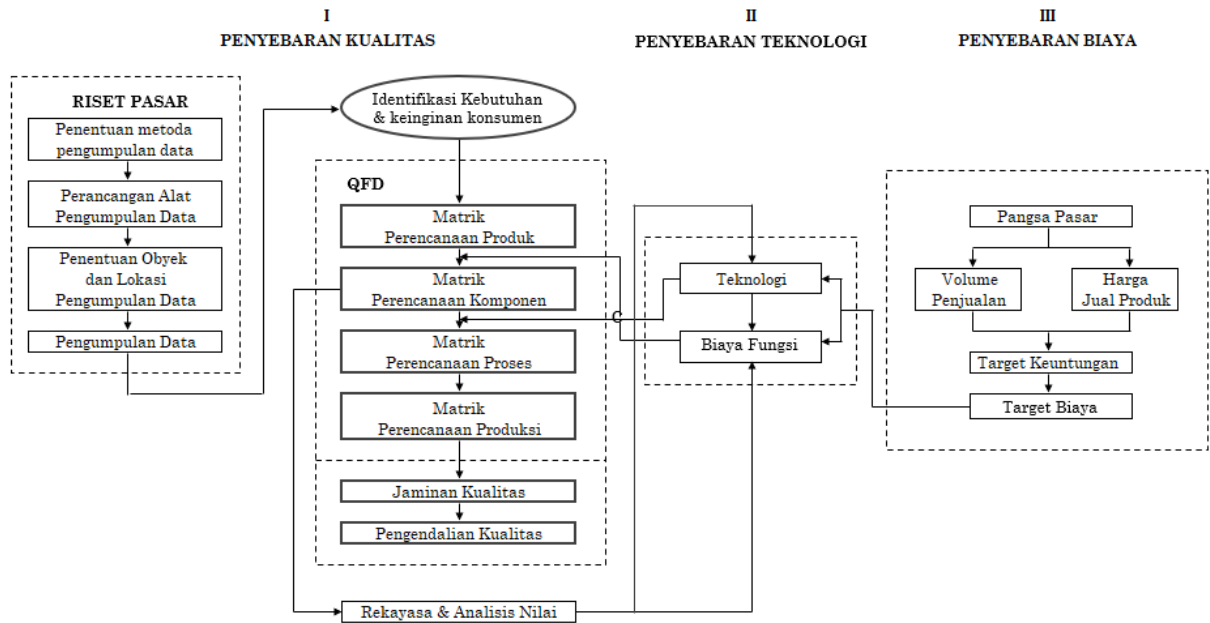 I
PENYEBARAN KUALITAS
II
PENYEBARAN TEKNOLOGI
III
PENYEBARAN BIAYA
RISET PASAR
Penentuan metoda
pengumpulan data
Perancangan Alat
Pengumpulan Data
Penentuan Obyek
dan Lokasi
Pengumpulan Data
Pengumpulan Data
Identifikasi Kebutuhan
& keinginan konsumen
QFD
Matrik
Perencanaan Produk
Matrik
Perencanaan Komponen
Matrik
Perencanaan Proses
Matrik
Perencanaan Produksi
Jaminan Kualitas
Pengendalian Kualitas
Rekayasa & Analisis Nilai
C
Teknologi
Biaya Fungsi
Pangsa Pasar
Volume
Penjualan
Harga
Jual Produk
Target Keuntungan
Target Biaya